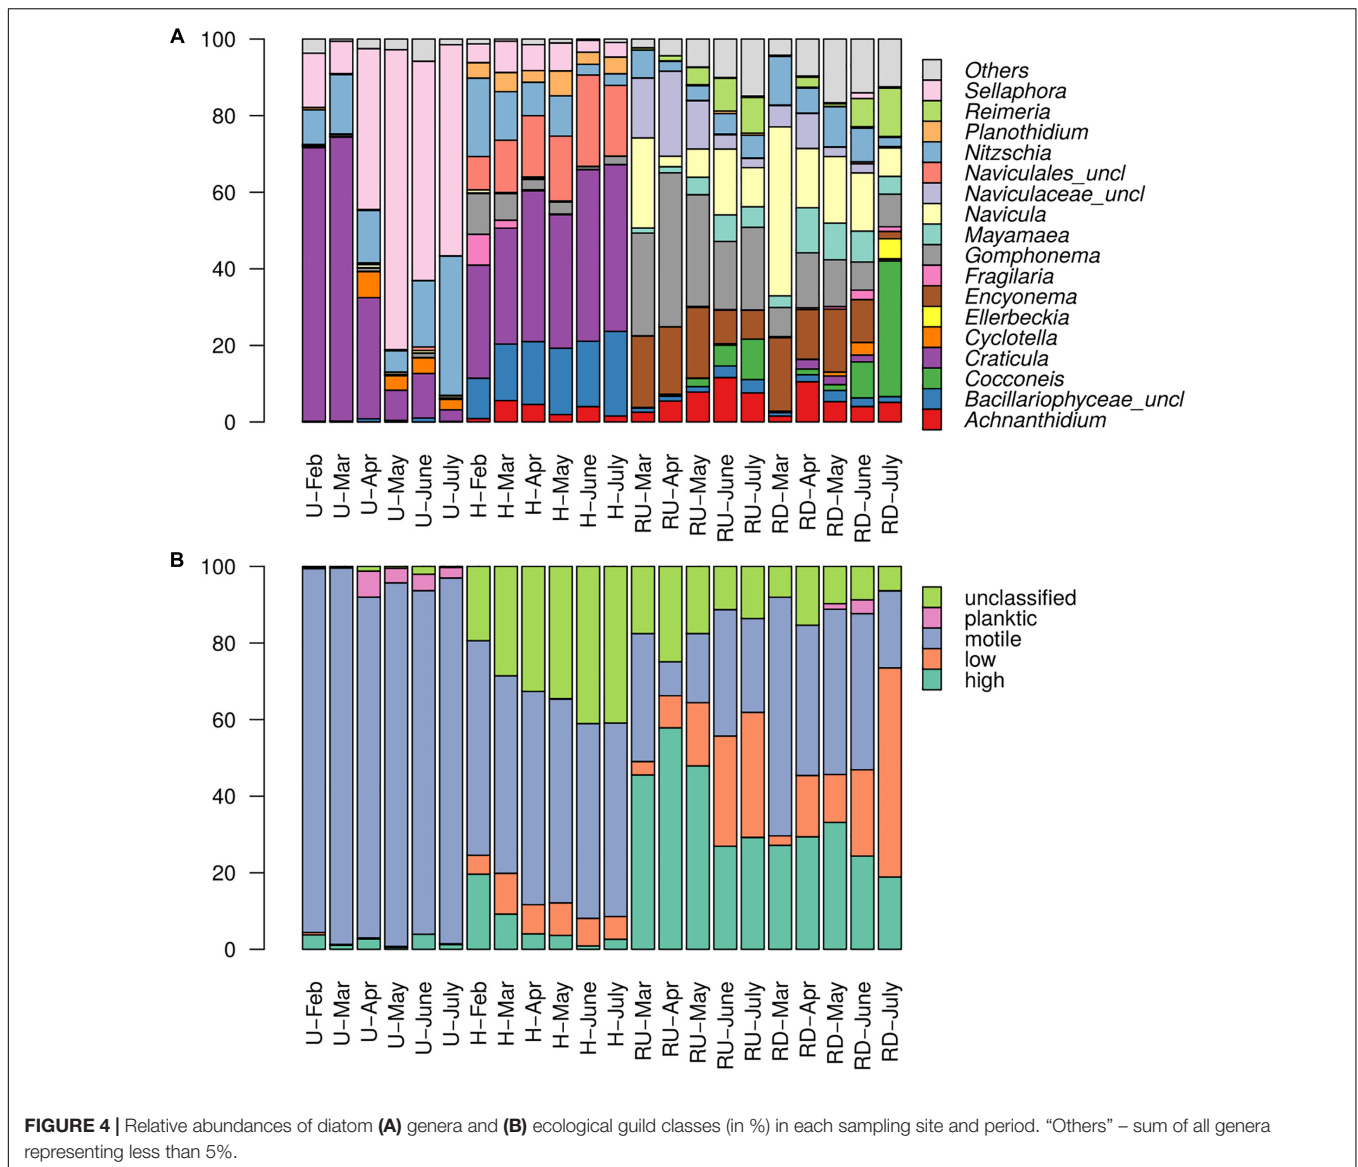 A
100
80
60
40
20
0
U−Feb
U−Mar
U−Apr
U−May
U−June
U−July
H−Feb
H−Mar
H−Apr
H−May
H−June
H−July
RU−Mar
RU−Apr
RU−May
RU−June
RU−July
RD−Mar
RD−Apr
RD−May
RD−June
RD−July
Others
Sellaphora
Reimeria
Planothidium
Nitzschia
Naviculales_uncl
Naviculaceae_uncl
Navicula
Mayamaea
Gomphonema
Fragilaria
Encyonema
Ellerbeckia
Cyclotella
Craticula
Cocconeis
Bacillariophyceae_uncl
Achnanthidium
B
100
80
60
40
20
0
U−Feb
U−Mar
U−Apr
U−May
U−June
U−July
H−Feb
H−Mar
H−Apr
H−May
H−June
H−July
RU−Mar
RU−Apr
RU−May
RU−June
RU−July
RD−Mar
RD−Apr
RD−May
RD−June
RD−July
unclassified
planktic
motile
low
high
FIGURE 4 | Relative abundances of diatom (A) genera and (B) ecological guild classes (in %) in each sampling site and period. “Others” – sum of all genera
representing less than 5%.